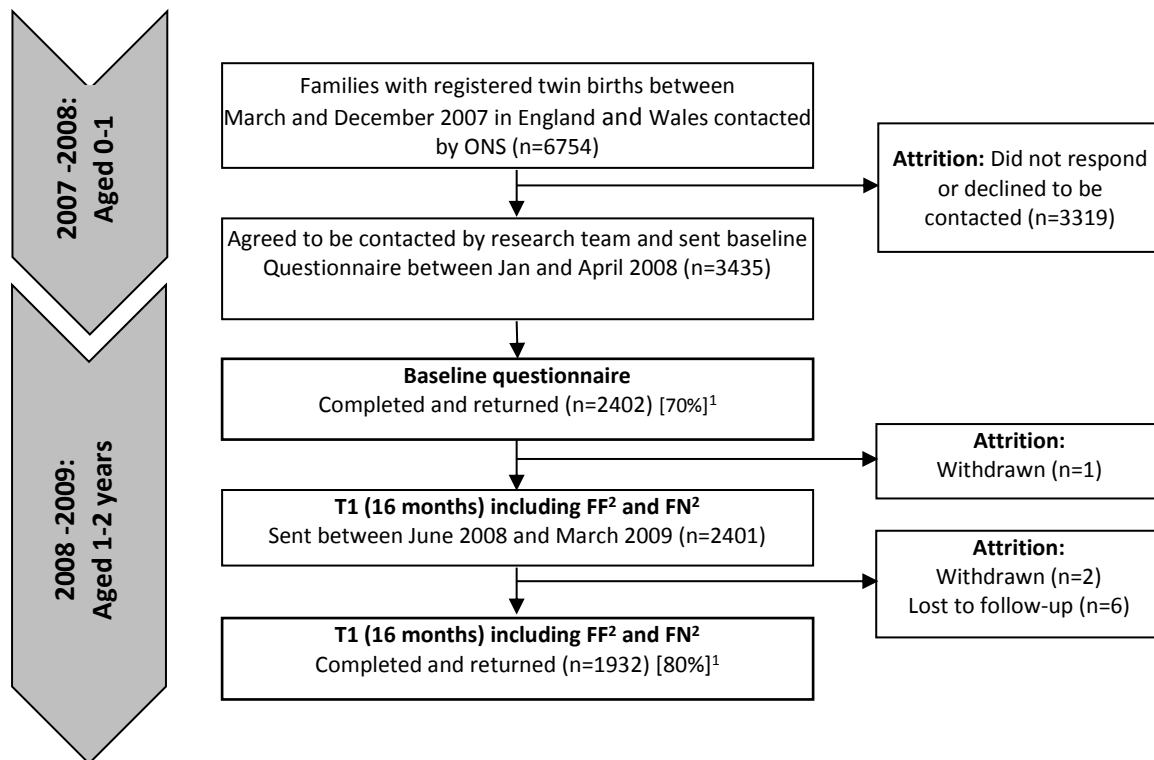 2007 -2008:
Aged 0-1
Families with registered twin births between
March and December 2007 in England and Wales contacted
by ONS (n=6754)
Attrition: Did not respond
or declined to be
contacted (n=3319)
Agreed to be contacted by research team and sent baseline
Questionnaire between Jan and April 2008 (n=3435)
2008 -2009:
Aged 1-2 years
Baseline questionnaire
Completed and returned (n=2402) [70%]¹
Attrition:
Withdrawn (n=1)
T1 (16 months) including FF² and FN²
Sent between June 2008 and March 2009 (n=2401)
Attrition:
Withdrawn (n=2)
Lost to follow-up (n=6)
T1 (16 months) including FF² and FN²
Completed and returned (n=1932) [80%]¹